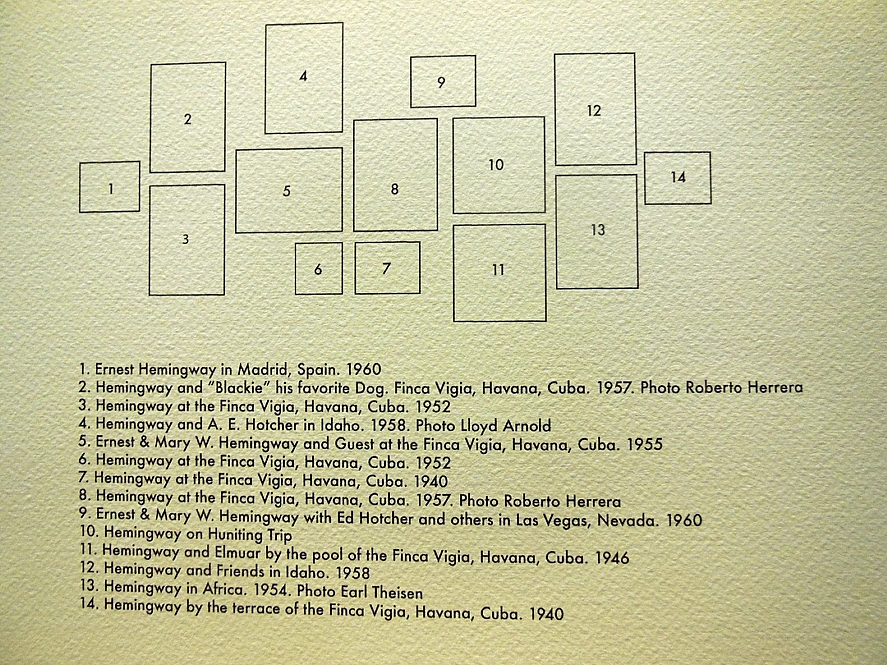 4
9
2
12
10
1
5
8
14
3
13
6
7
11
1. Ernest Hemingway in Madrid, Spain. 1960
2. Hemingway and "Blackie" his favorite Dog. Finca Vigia, Havana, Cuba. 1957. Photo Roberto Herrera
3. Hemingway at the Finca Vigia, Havana, Cuba. 1952
4. Hemingway and A. E. Hotcher in Idaho. 1958. Photo Lloyd Arnold
5. Ernest & Mary W. Hemingway and Guest at the Finca Vigia, Havana, Cuba. 1955
6. Hemingway at the Finca Vigia, Havana, Cuba. 1952
7. Hemingway at the Finca Vigia, Havana, Cuba. 1940
8. Hemingway at the Finca Vigia, Havana, Cuba. 1957. Photo Roberto Herrera
9. Ernest & Mary W. Hemingway with Ed Hotcher and others in Las Vegas, Nevada. 1960
10. Hemingway on Huniting Trip
11. Hemingway and Elmuar by the pool of the Finca Vigia, Havana, Cuba. 1946
12. Hemingway and Friends in Idaho. 1958
13. Hemingway in Africa. 1954. Photo Earl Theisen
14. Hemingway by the terrace of the Finca Vigia, Havana, Cuba. 1940